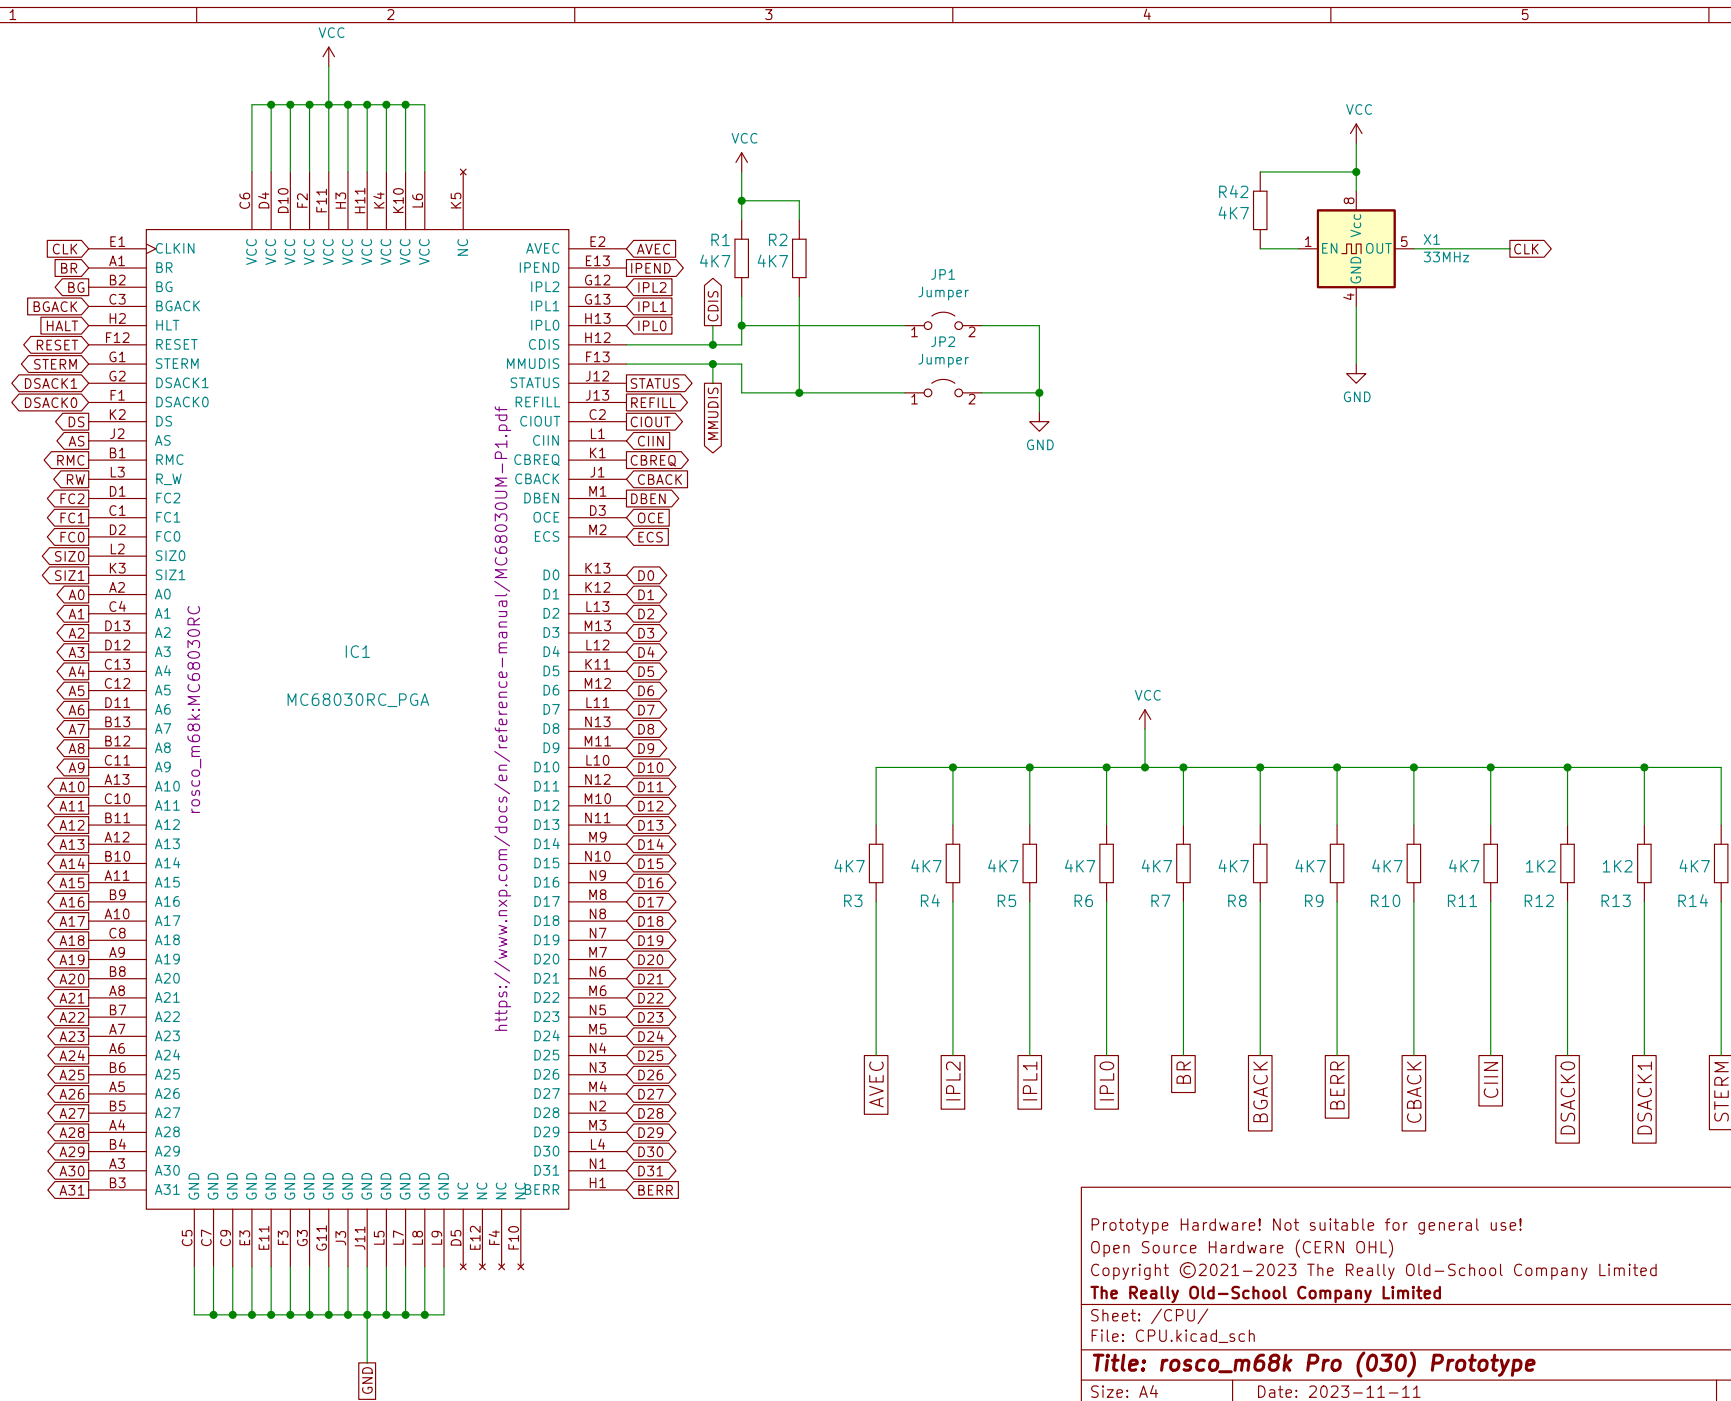 1 2 3 4 5
VCC
C6 D4 D10 F2 F11 H3 H11 K4 K10 L6 K5
VCC VCC VCC VCC VCC VCC VCC VCC VCC VCC NC
CLK E1 CLKIN
BR A1 BR
BG B2 BG
BGACK C3 BGACK
HALT H2 HLT
RESET F12 RESET
STERM G1 STERM
DSACK1 G2 DSACK1
DSACK0 F1 DSACK0
DS K2 DS
AS J2 AS
RMC B1 RMC
RW L3 R_W
FC2 D1 FC2
FC1 C1 FC1
FC0 D2 FC0
SIZ0 L2 SIZ0
SIZ1 K3 SIZ1
A0 A2 A0
A1 C4 A1
A2 D13 A2
A3 D12 A3
A4 C13 A4
A5 C12 A5
A6 D11 A6
A7 B13 A7
A8 B12 A8
A9 C11 A9
A10 A13 A10
A11 C10 A11
A12 B11 A12
A13 A12 A13
A14 B10 A14
A15 A11 A15
A16 B9 A16
A17 A10 A17
A18 C8 A18
A19 A9 A19
A20 B8 A20
A21 A8 A21
A22 B7 A22
A23 A7 A23
A24 A6 A24
A25 B6 A25
A26 A5 A26
A27 B5 A27
A28 A4 A28
A29 B4 A29
A30 A3 A30
A31 B3 A31
rosco_m68k:MC68030RC
IC1
MC68030RC_PGA
https://www.nxp.com/docs/en/reference-manual/MC68030UM-P1.pdf
AVEC E2 AVEC
IPEND E13 IPEND
IPL2 G12 IPL2
IPL1 G13 IPL1
IPL0 H13 IPL0
CDIS H12
MMUDIS F13
STATUS J12 STATUS
REFILL J13 REFILL
CIOUT C2 CIOUT
CIIN L1 CIIN
CBREQ K1 CBREQ
CBACK J1 CBACK
DBEN M1 DBEN
OCE D3 OCE
ECS M2 ECS
D0 K13 D0
D1 K12 D1
D2 L13 D2
D3 M13 D3
D4 L12 D4
D5 K11 D5
D6 M12 D6
D7 L11 D7
D8 N13 D8
D9 M11 D9
D10 L10 D10
D11 N12 D11
D12 M10 D12
D13 N11 D13
D14 M9 D14
D15 N10 D15
D16 N9 D16
D17 M8 D17
D18 N8 D18
D19 N7 D19
D20 M7 D20
D21 N6 D21
D22 M6 D22
D23 N5 D23
D24 M5 D24
D25 N4 D25
D26 N3 D26
D27 M4 D27
D28 N2 D28
D29 M3 D29
D30 L4 D30
D31 N1 D31
BERR H1 BERR
GND GND GND GND GND GND GND GND GND GND GND GND GND GND NC NC NC NC
C5 C7 C9 E3 E11 F3 G3 G11 J3 J11 L5 L7 L8 L9 D5 E12 F4 F10
GND
VCC
R1 R2
4K7 4K7
CDIS
MMUDIS
JP1
Jumper
1 2
JP2
Jumper
1 2
GND
VCC
R42
4K7
8
Vcc
1 EN OUT 5
GND
4
X1
33MHz
CLK
GND
VCC
4K7 4K7 4K7 4K7 4K7 4K7 4K7 4K7 4K7 1K2 1K2 4K7
R3 R4 R5 R6 R7 R8 R9 R10 R11 R12 R13 R14
AVEC IPL2 IPL1 IPL0 BR BGACK BERR CBACK CIIN DSACK0 DSACK1 STERM
Prototype Hardware! Not suitable for general use!
Open Source Hardware (CERN OHL)
Copyright ©2021-2023 The Really Old-School Company Limited
The Really Old-School Company Limited
Sheet: /CPU/
File: CPU.kicad_sch
Title: rosco_m68k Pro (030) Prototype
Size: A4 Date: 2023-11-11